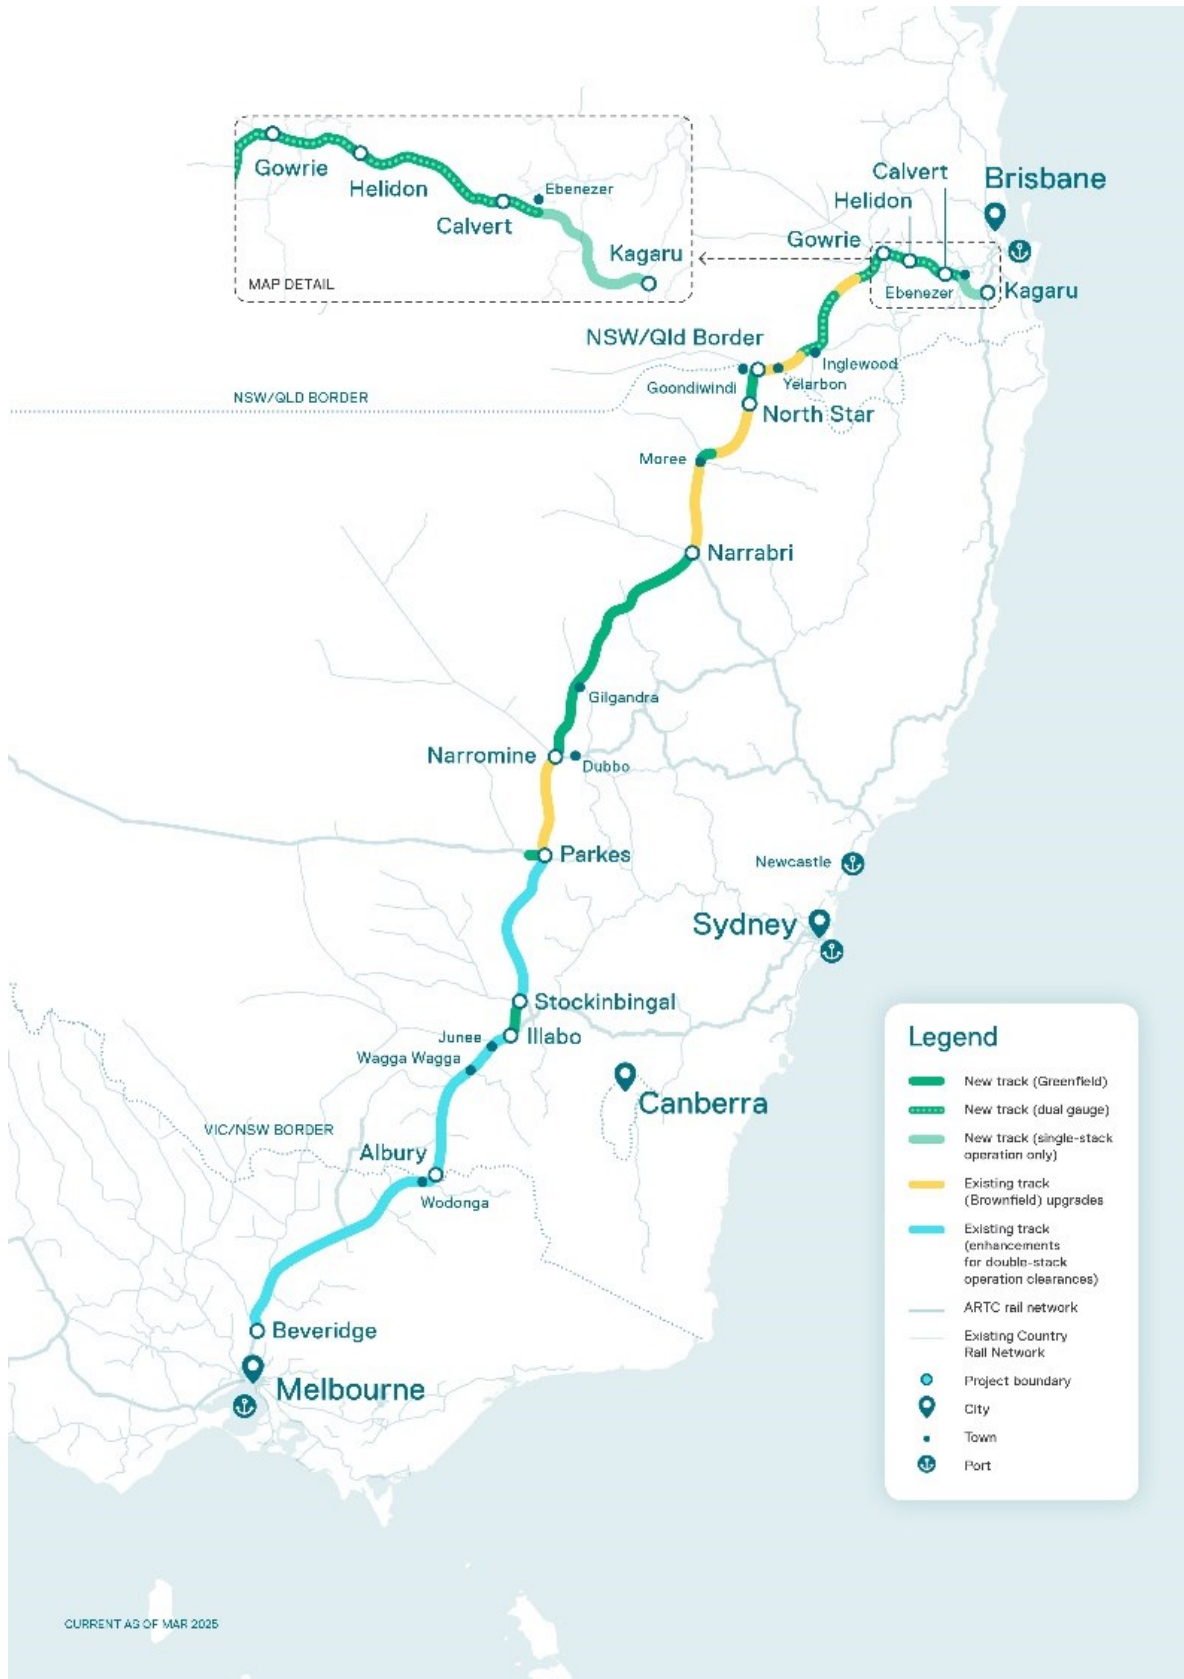 Gowrie
Helidon
Calvert
Ebenezer
Kagaru
MAP DETAIL
Calvert
Helidon
Brisbane
Gowrie
Ebenezer
Kagaru
NSW/Qld Border
Inglewood
Goondiwindi
Yelarbon
NSW/QLD BORDER
North Star
Moree
Narrabri
Gilgandra
Narromine
Dubbo
Parkes
Newcastle
Sydney
Stockinbingal
Junee
Illabo
Wagga Wagga
Canberra
VIC/NSW BORDER
Albury
Wodonga
Beveridge
Melbourne
Legend
New track (Greenfield)
New track (dual gauge)
New track (single-stack
operation only)
Existing track
(Brownfield) upgrades
Existing track
(enhancements
for double-stack
operation clearances)
ARTC rail network
Existing Country
Rail Network
Project boundary
City
Town
Port
CURRENT AS OF MAR 2025